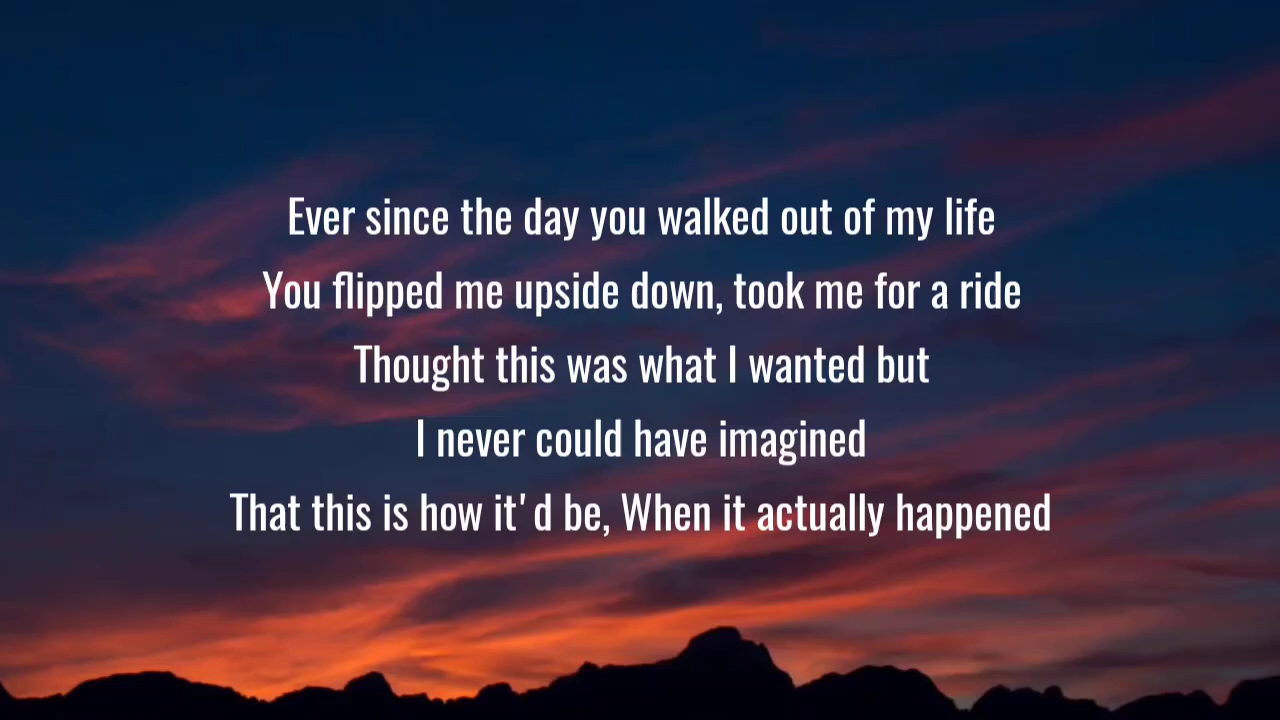 Ever since the day you walked out of my life
You flipped me upside down, took me for a ride
Thought this was what I wanted but
I never could have imagined
That this is how it'd be, When it actually happened